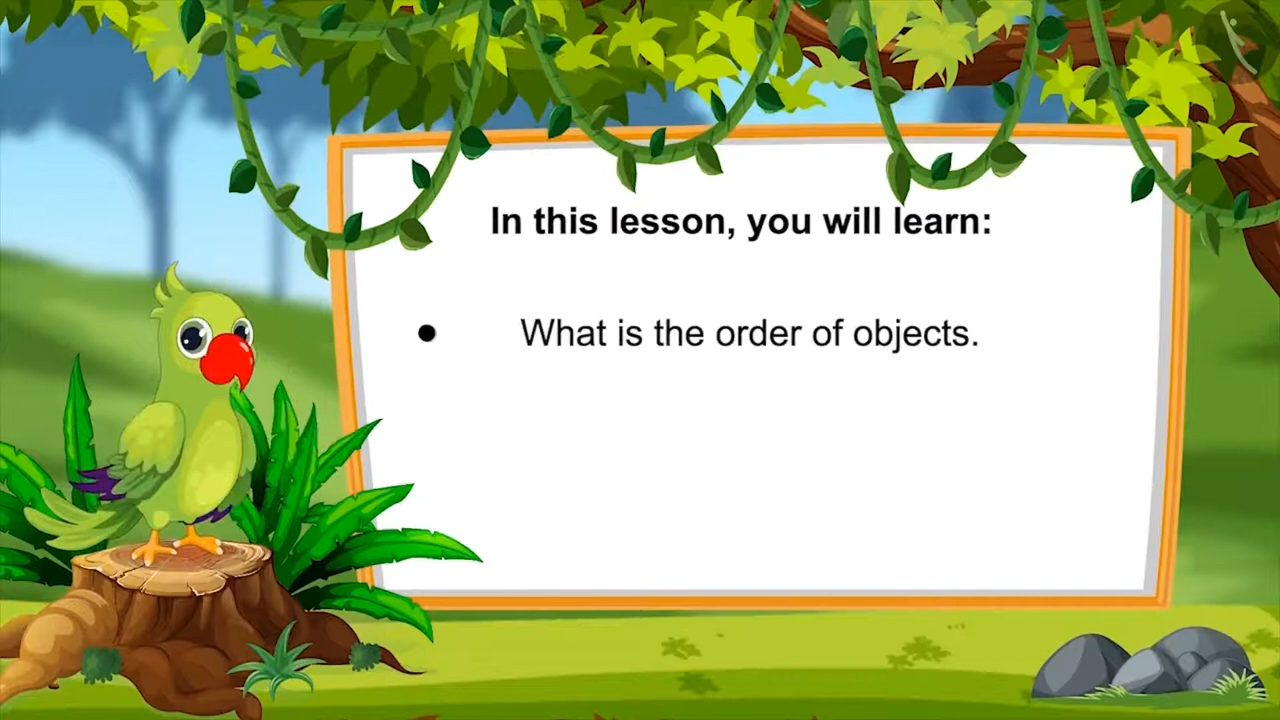 In this lesson, you will learn:
● What is the order of objects.